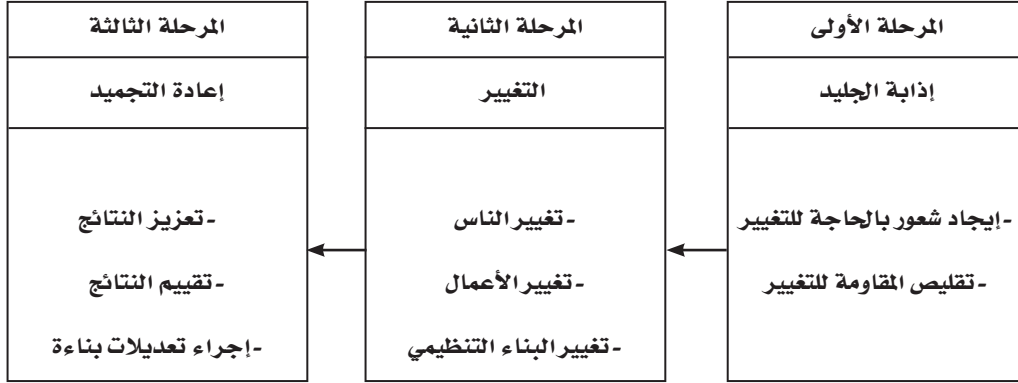 المرحلة الأولى
إذابة الجليد
-إيجاد شعور بالحاجة للتغيير
-تقليص المقاومة للتغيير
المرحلة الثانية
التغيير
-تغيير الناس
-تغيير الأعمال
-تغيير البناء التنظيمي
المرحلة الثالثة
إعادة التجميد
-تعزيز النتائج
-تقييم النتائج
-إجراء تعديلات بناءة